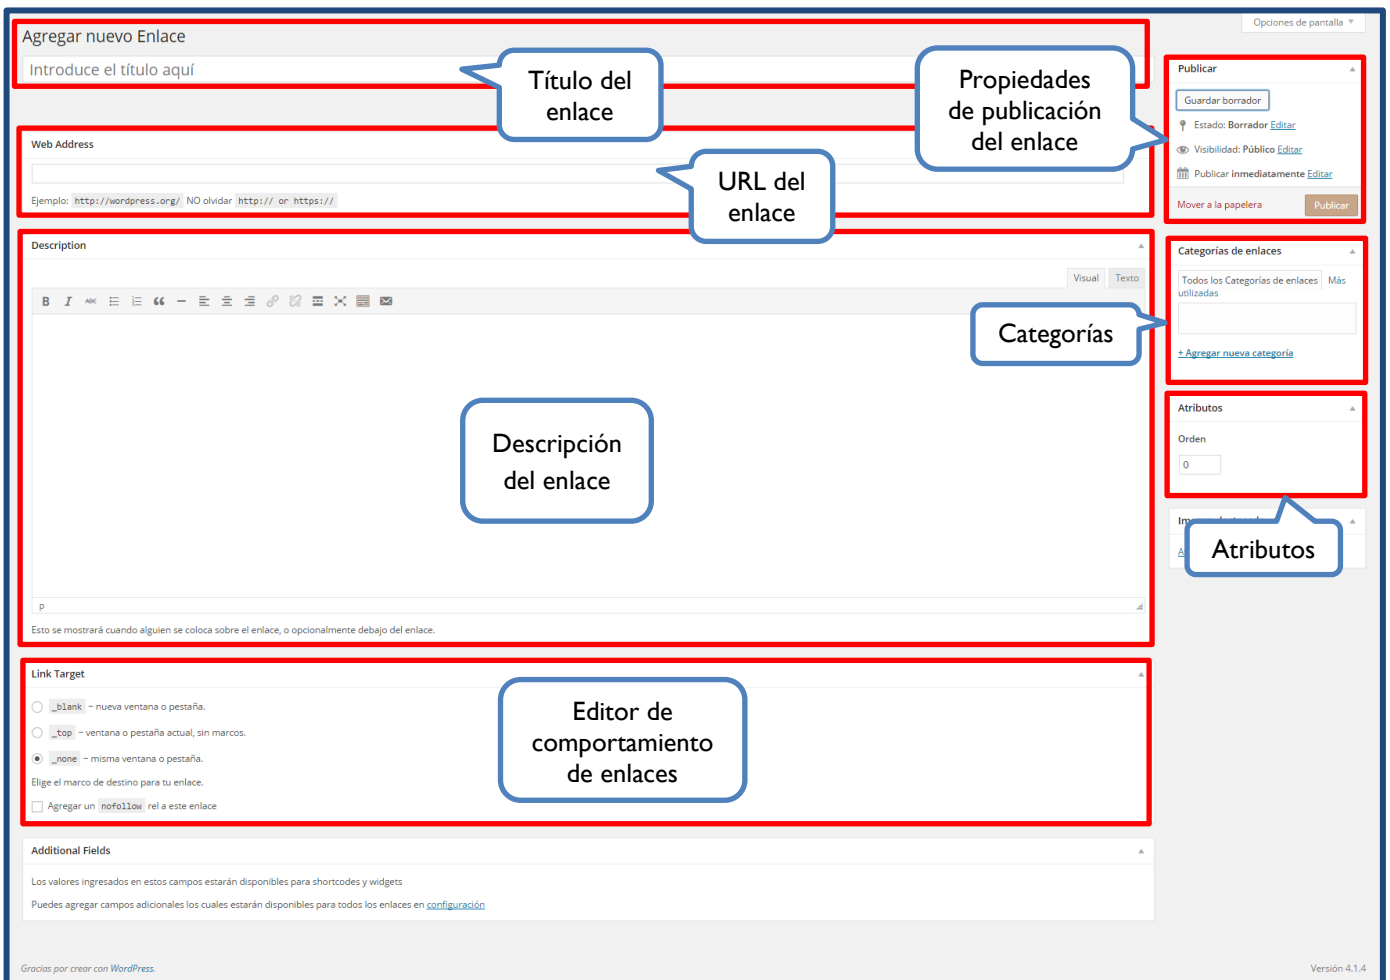 Opciones de pantalla
Agregar nuevo Enlace
Introduce el título aquí
Título del
enlace
Propiedades
de publicación
del enlace
Publicar
Guardar borrador
Estado: Borrador Editar
Visibilidad: Público Editar
Publicar inmediatamente Editar
Mover a la papelera
Publicar
Web Address
Ejemplo: http://wordpress.org/ NO olvidar http:// or https://
URL del
enlace
Description
Visual
Texto
B I ABC
Categorías de enlaces
Todos los Categorías de enlaces Más
utilizadas
+ Agregar nueva categoría
Categorías
Descripción
del enlace
Atributos
Orden
0
Atributos
p
Esto se mostrará cuando alguien se coloca sobre el enlace, o opcionalmente debajo del enlace.
Link Target
_blank – nueva ventana o pestaña.
_top – ventana o pestaña actual, sin marcos.
_none – misma ventana o pestaña.
Elige el marco de destino para tu enlace.
Agregar un nofollow rel a este enlace
Editor de
comportamiento
de enlaces
Additional Fields
Los valores ingresados en estos campos estarán disponibles para shortcodes y widgets
Puedes agregar campos adicionales los cuales estarán disponibles para todos los enlaces en configuración
Gracias por crear con WordPress.
Versión 4.1.4